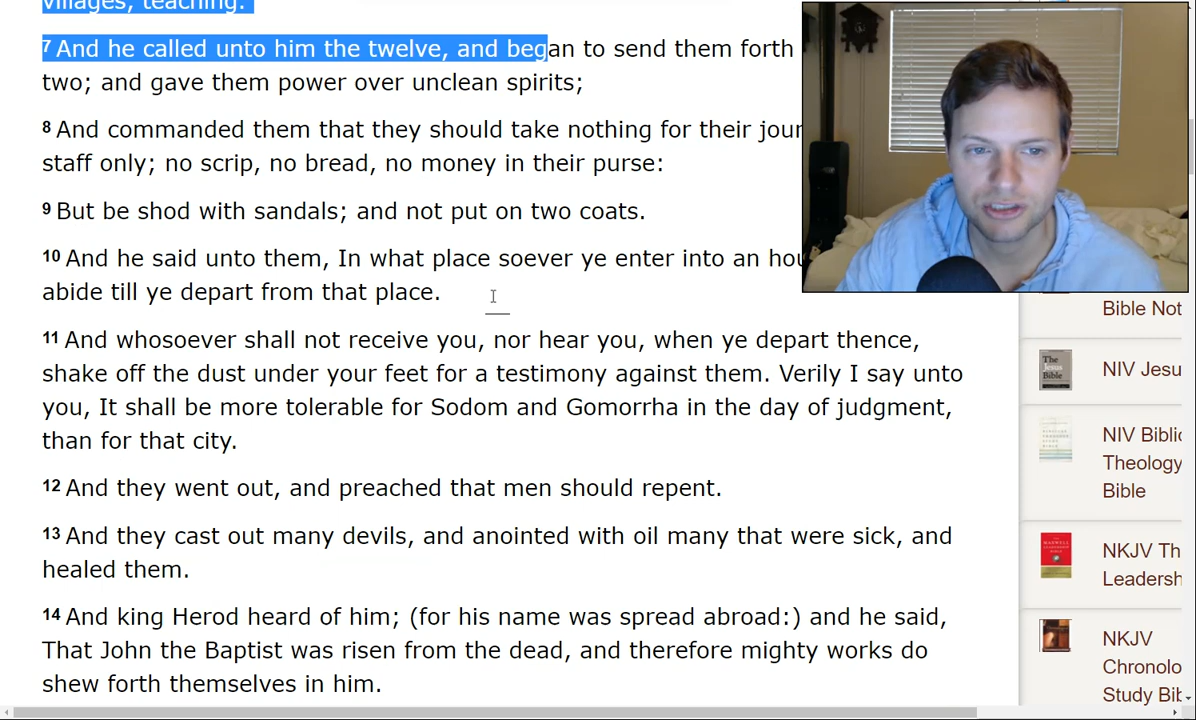 villages, teaching.
7 And he called unto him the twelve, and began to send them forth
two; and gave them power over unclean spirits;
8 And commanded them that they should take nothing for their jour
staff only; no scrip, no bread, no money in their purse:
9 But be shod with sandals; and not put on two coats.
10 And he said unto them, In what place soever ye enter into an hou
abide till ye depart from that place.
11 And whosoever shall not receive you, nor hear you, when ye depart thence,
shake off the dust under your feet for a testimony against them. Verily I say unto
you, It shall be more tolerable for Sodom and Gomorrha in the day of judgment,
than for that city.
12 And they went out, and preached that men should repent.
13 And they cast out many devils, and anointed with oil many that were sick, and
healed them.
14 And king Herod heard of him; (for his name was spread abroad:) and he said,
That John the Baptist was risen from the dead, and therefore mighty works do
shew forth themselves in him.
Bible Not
The
Jesus
Bible
NIV Jesu
NIV Biblic
Theology
Bible
NKJV Th
Leadersh
NKJV
Chronolo
Study Bib